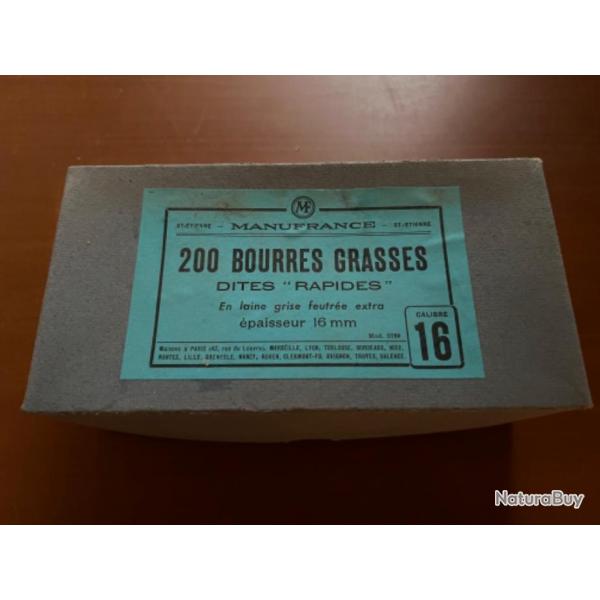 MF
ST-ETIENNE - MANUFRANCE - ST-ETIENNE
200 BOURRES GRASSES
DITES "RAPIDES"
En laine grise feutrée extra
épaisseur 16 mm
CALIBRE
16
Maisons à PARIS (42, rue du Louvre), MARSEILLE, LYON, TOULOUSE, BORDEAUX, NICE,
NANTES, LILLE, GRENOBLE, NANCY, ROUEN, CLERMONT-FD, AVIGNON, TROYES, VALENCE.
NaturaBuy